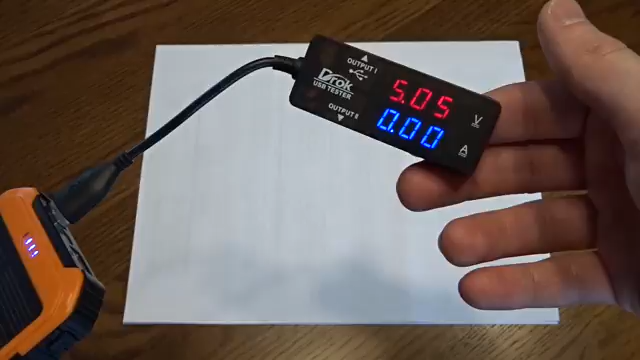 OUTPUT I
Drok
USB TESTER
OUTPUT II
5.05 V
0.00 A